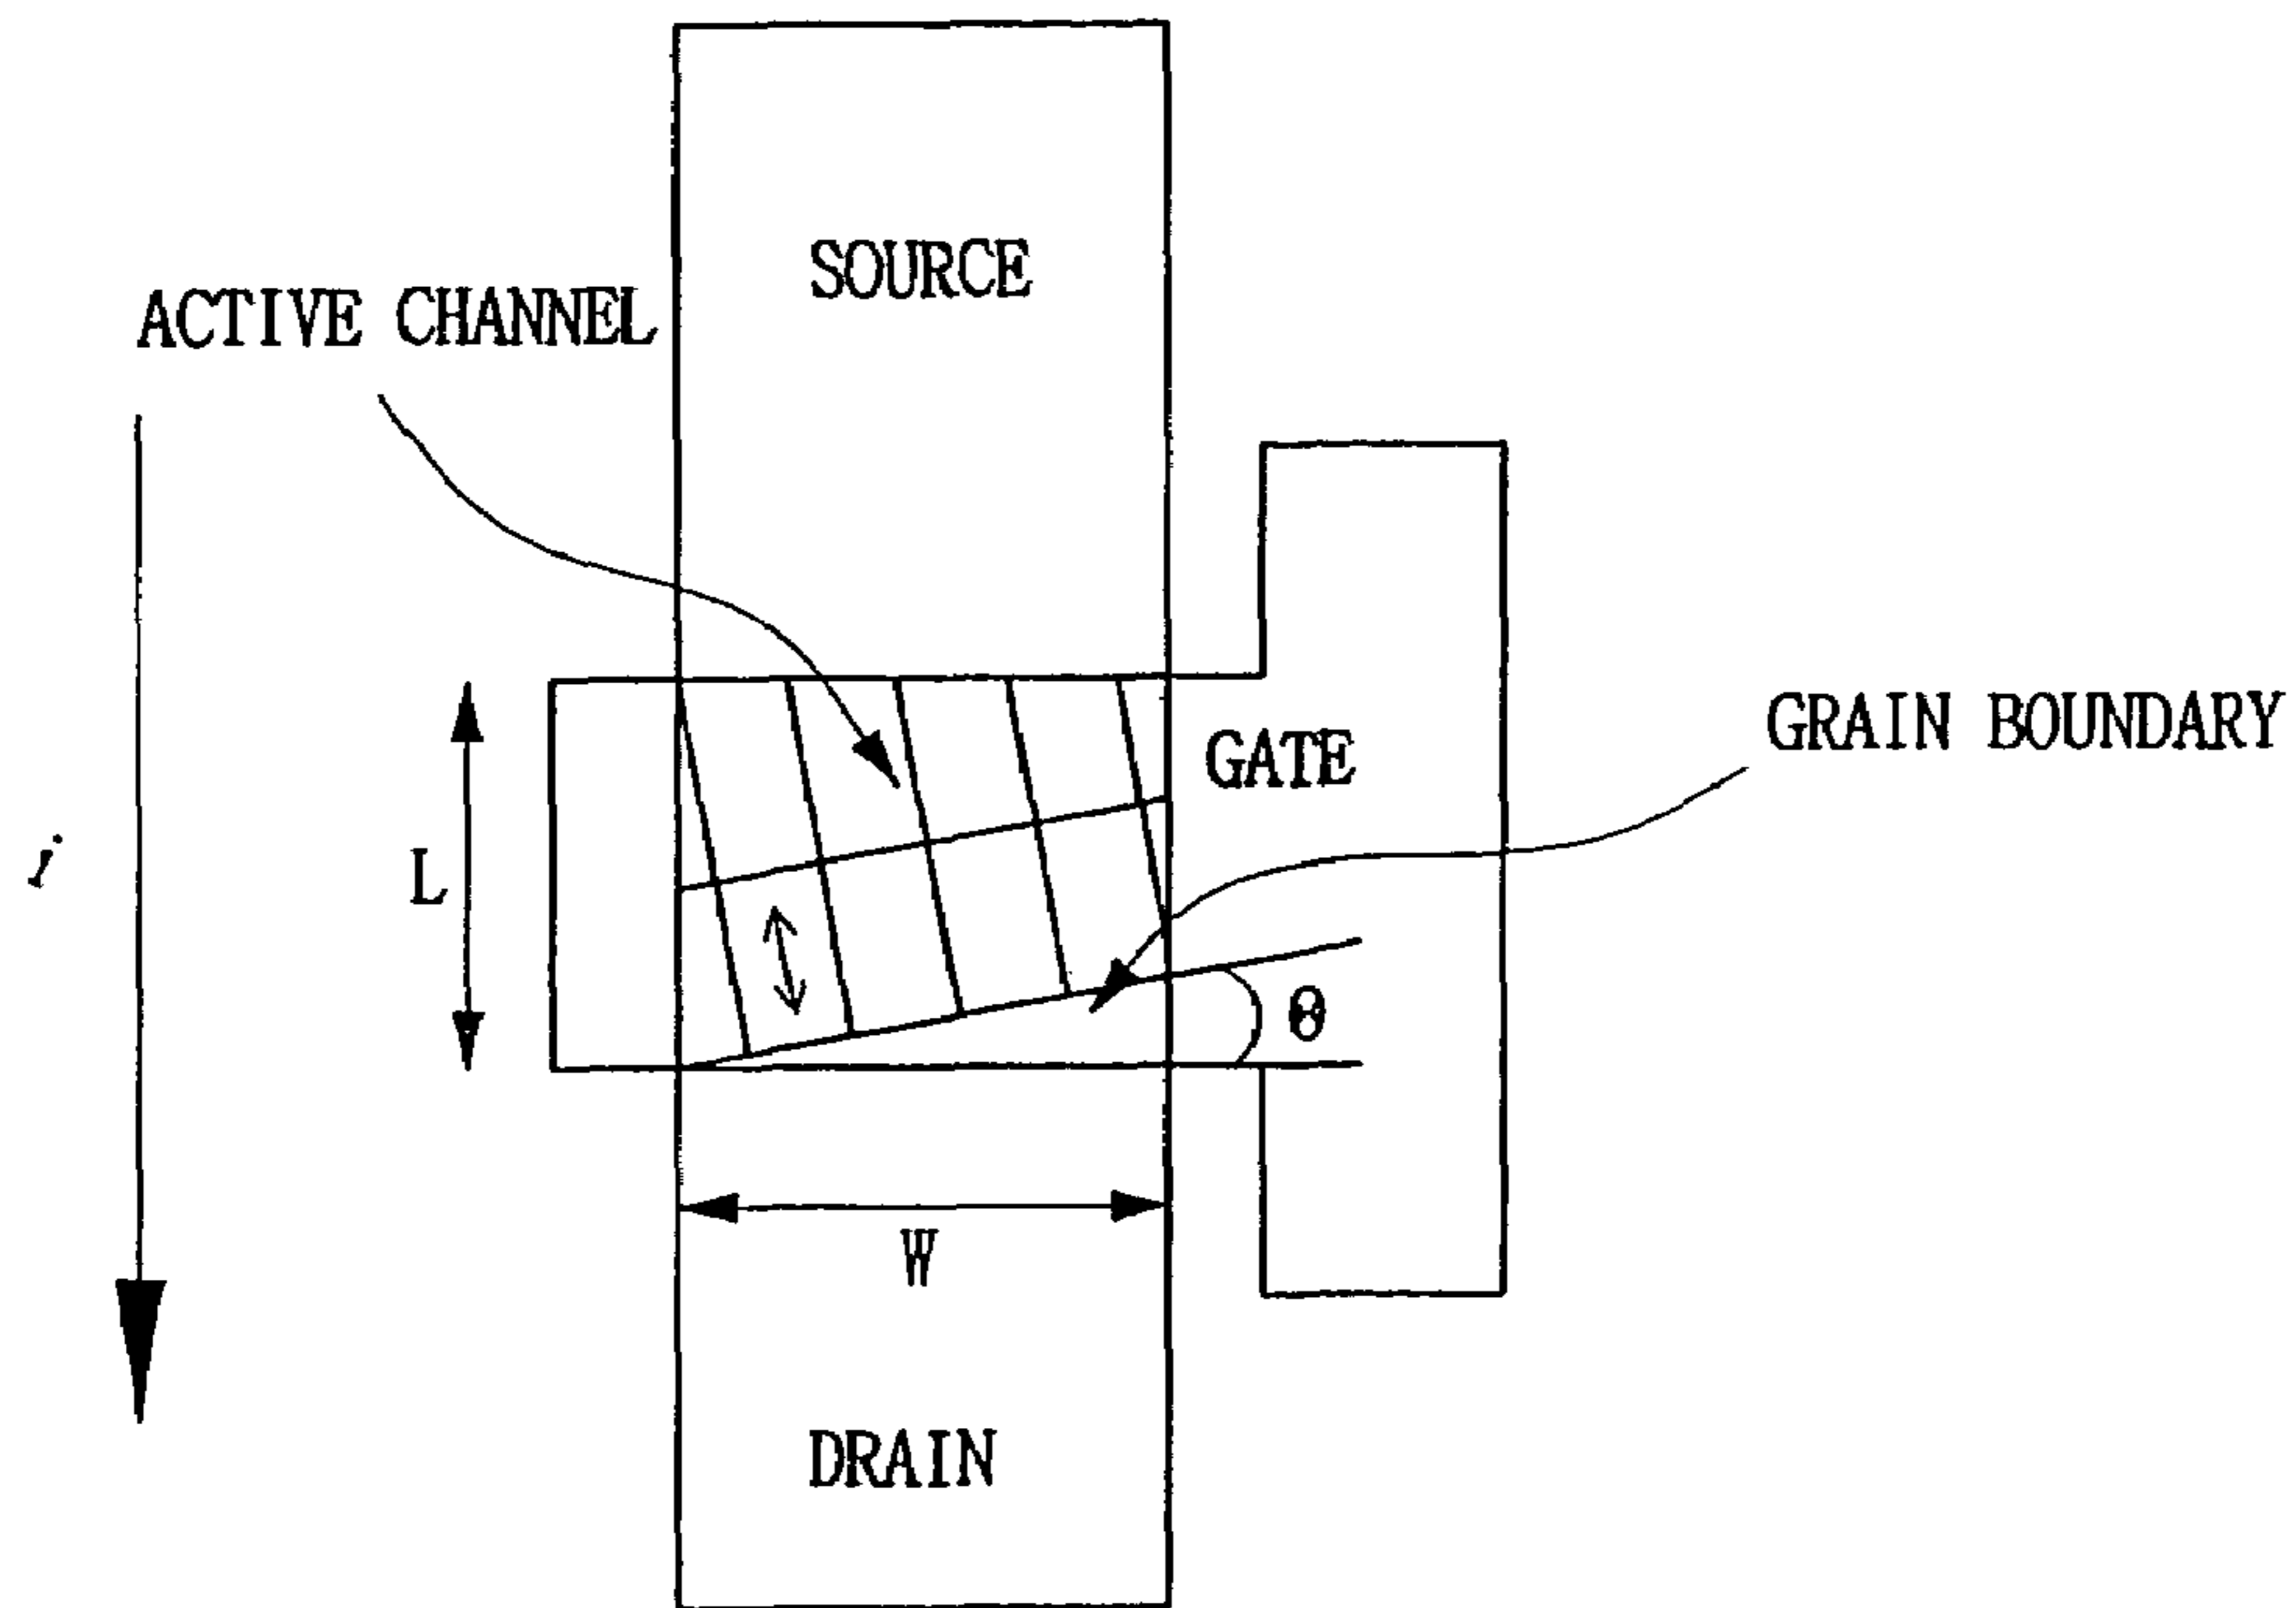 SOURCE
ACTIVE CHANNEL
GRAIN BOUNDARY
GATE
j
L
θ
W
DRAIN